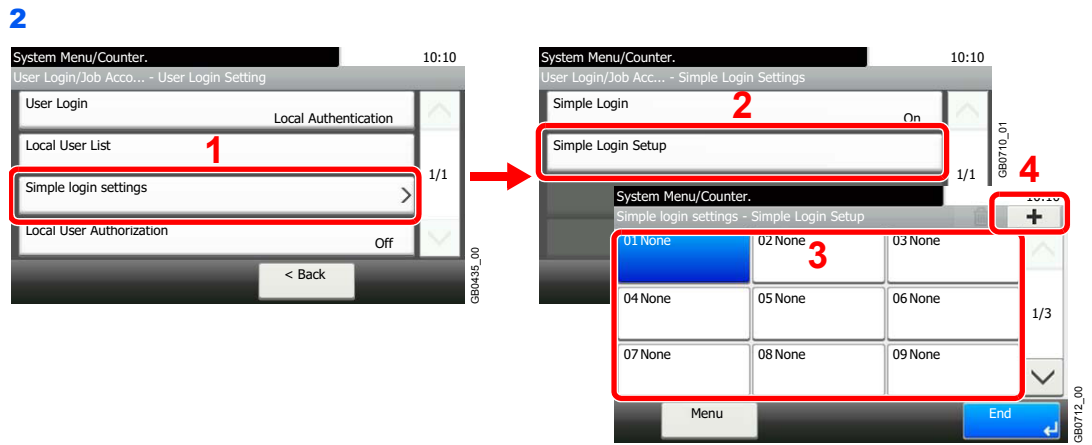 2
System Menu/Counter.
10:10
User Login/Job Acco... - User Login Setting
User Login
Local Authentication
Local User List
1
1/1
Simple login settings
Local User Authorization
Off
< Back
GB0435_00
System Menu/Counter.
10:10
User Login/Job Acc... - Simple Login Settings
Simple Login
2
On
Simple Login Setup
1/1
GB0710_01
4
System Menu/Counter.
10:10
Simple login settings - Simple Login Setup
+
01 None
02 None
03 None
3
04 None
05 None
06 None
1/3
07 None
08 None
09 None
Menu
End
GB0712_00